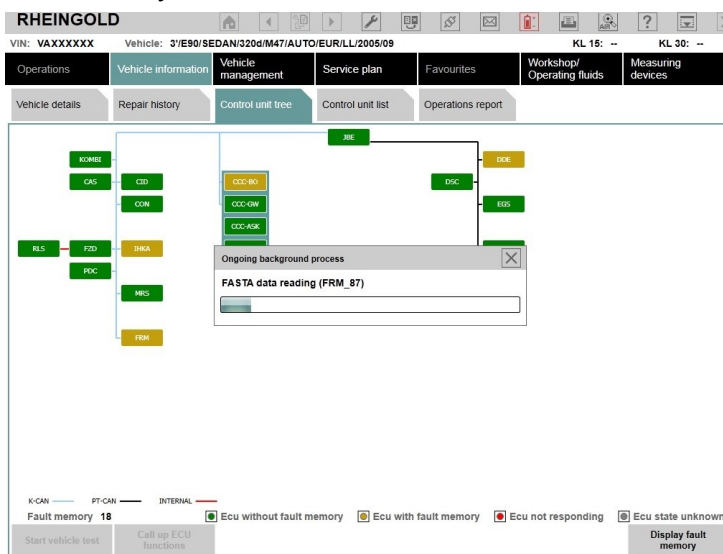 RHEINGOLD
VIN: VAXXXXXX Vehicle: 3'/E90/SEDAN/320d/M47/AUTO/EUR/LL/2005/09 KL 15: -- KL 30: --
Operations Vehicle information Vehicle management Service plan Favourites Workshop/ Operating fluids Measuring devices
Vehicle details Repair history Control unit tree Control unit list Operations report
JBE
KOMBI DDE
CAS CID CCC-BO DSC
CON CCC-GW EGS
CCC-ASK
RLS FZD IHKA
Ongoing background process
PDC
FASTA data reading (FRM_87)
MRS
FRM
K-CAN PT-CAN INTERNAL
Fault memory 18 Ecu without fault memory Ecu with fault memory Ecu not responding Ecu state unknown
Start vehicle test Call up ECU functions Display fault memory